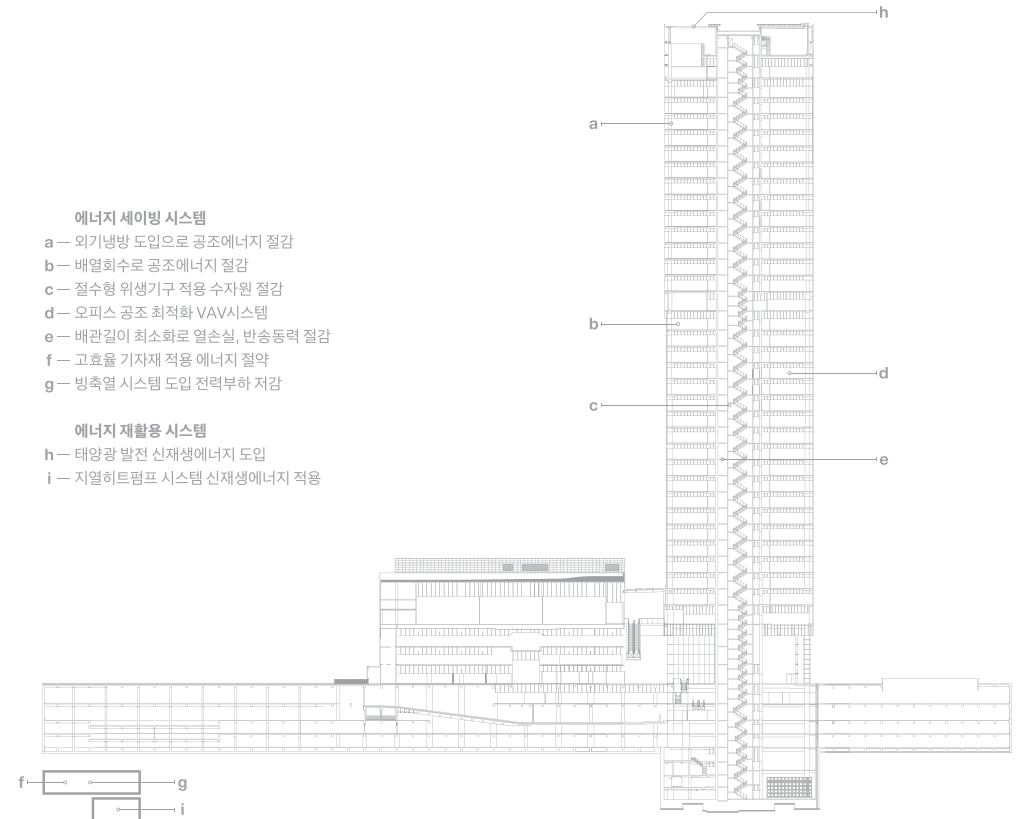 h
a
에너지 세이빙 시스템
a — 외기냉방 도입으로 공조에너지 절감
b — 배열회수로 공조에너지 절감
c — 절수형 위생기구 적용 수자원 절감
d — 오피스 공조 최적화 VAV시스템
e — 배관길이 최소화로 열손실, 반송동력 절감
f — 고효율 기자재 적용 에너지 절약
g — 빙축열 시스템 도입 전력부하 저감
에너지 재활용 시스템
h — 태양광 발전 신재생에너지 도입
i — 지열히트펌프 시스템 신재생에너지 적용
b
d
c
e
f
g
i